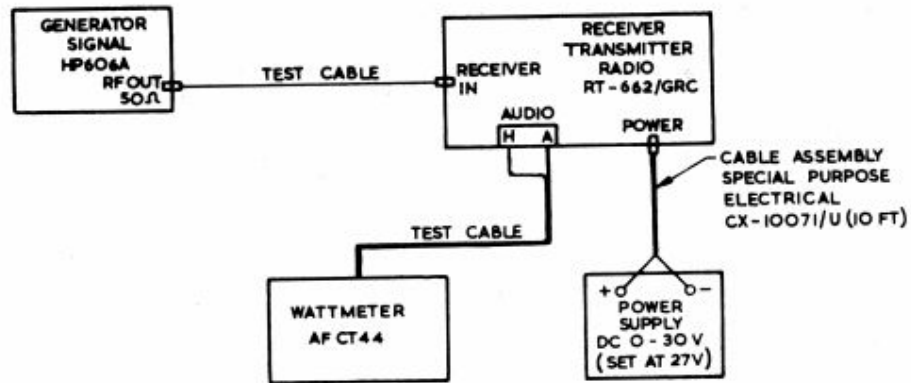 GENERATOR
SIGNAL
HP606A
RF OUT
50Ω
TEST CABLE
RECEIVER
IN
RECEIVER
TRANSMITTER
RADIO
RT-662/GRC
AUDIO
H A
POWER
CABLE ASSEMBLY
SPECIAL PURPOSE
ELECTRICAL
CX-10071/U (10 FT)
TEST CABLE
WATTMETER
AF CT44
+ -
POWER
SUPPLY
DC 0-30V
(SET AT 27V)